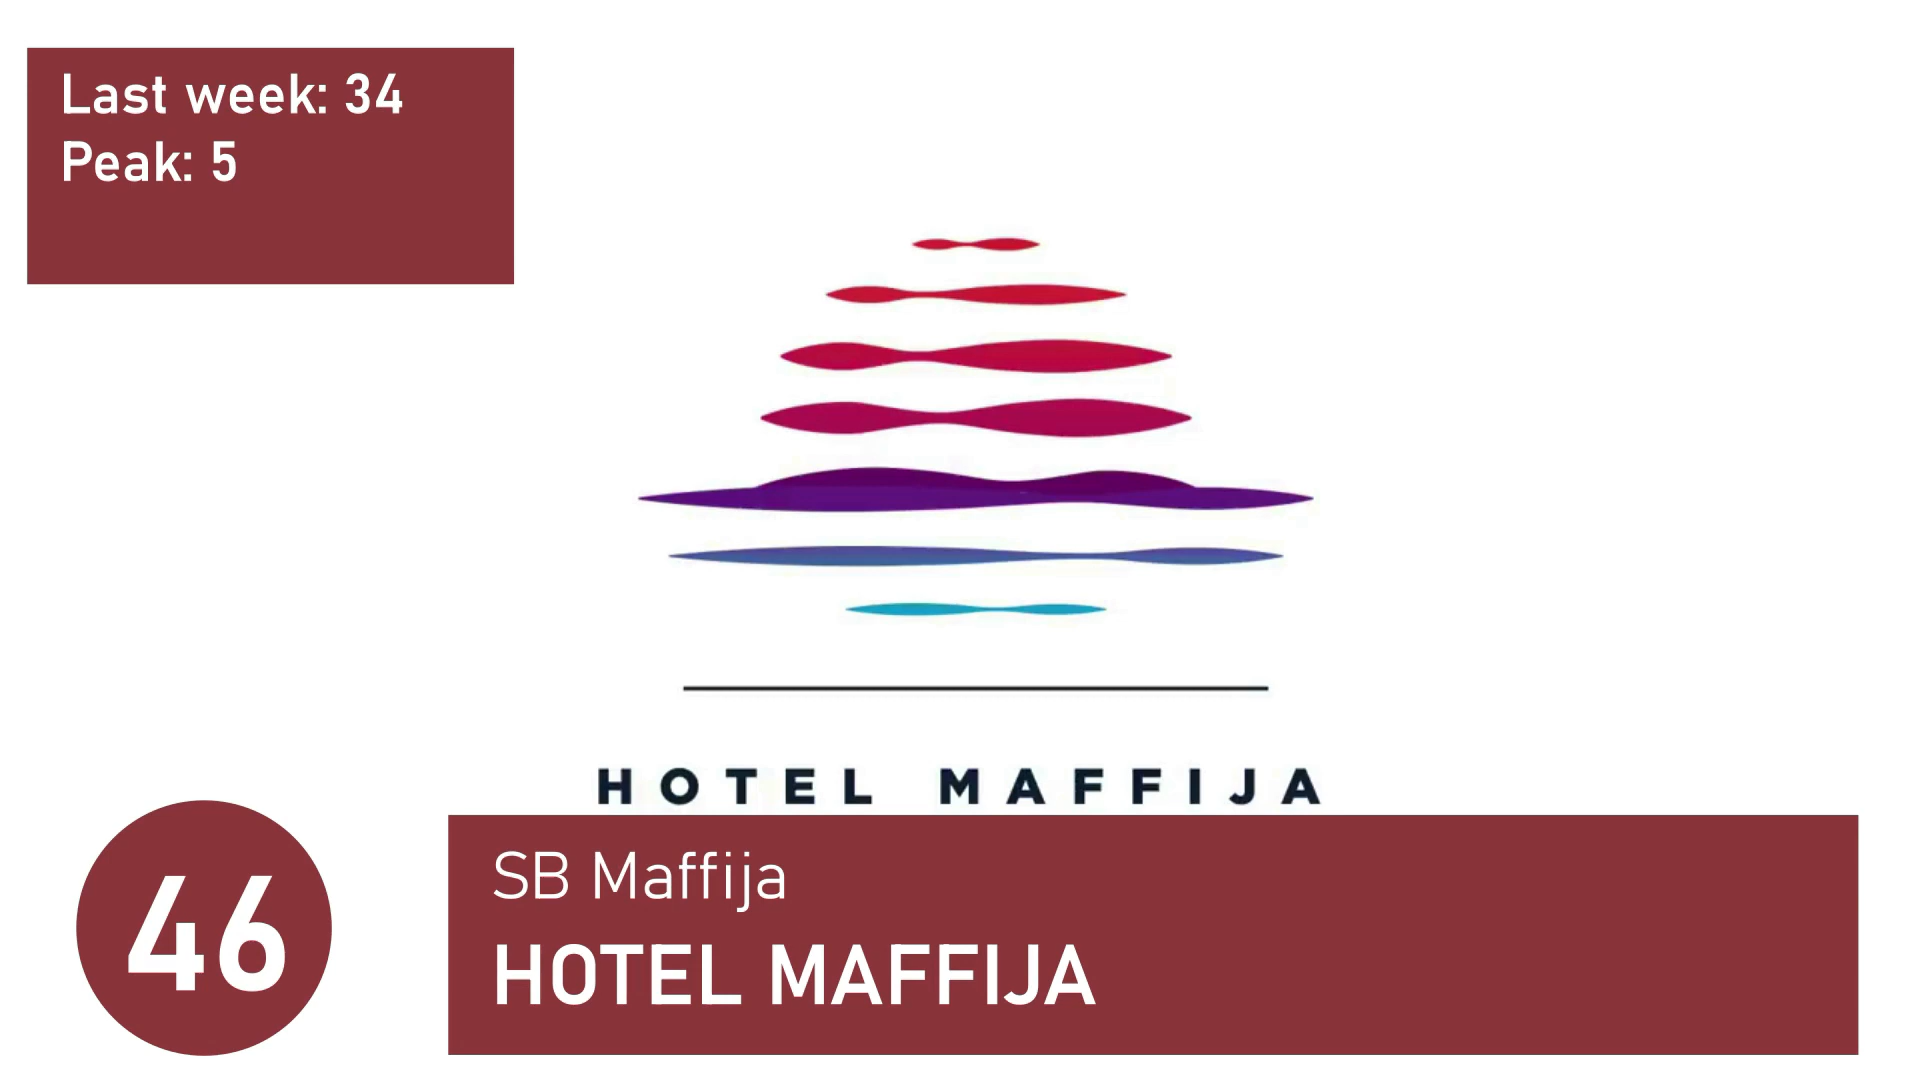 Last week: 34
Peak: 5
HOTEL MAFFIJA
46
SB Maffija
HOTEL MAFFIJA